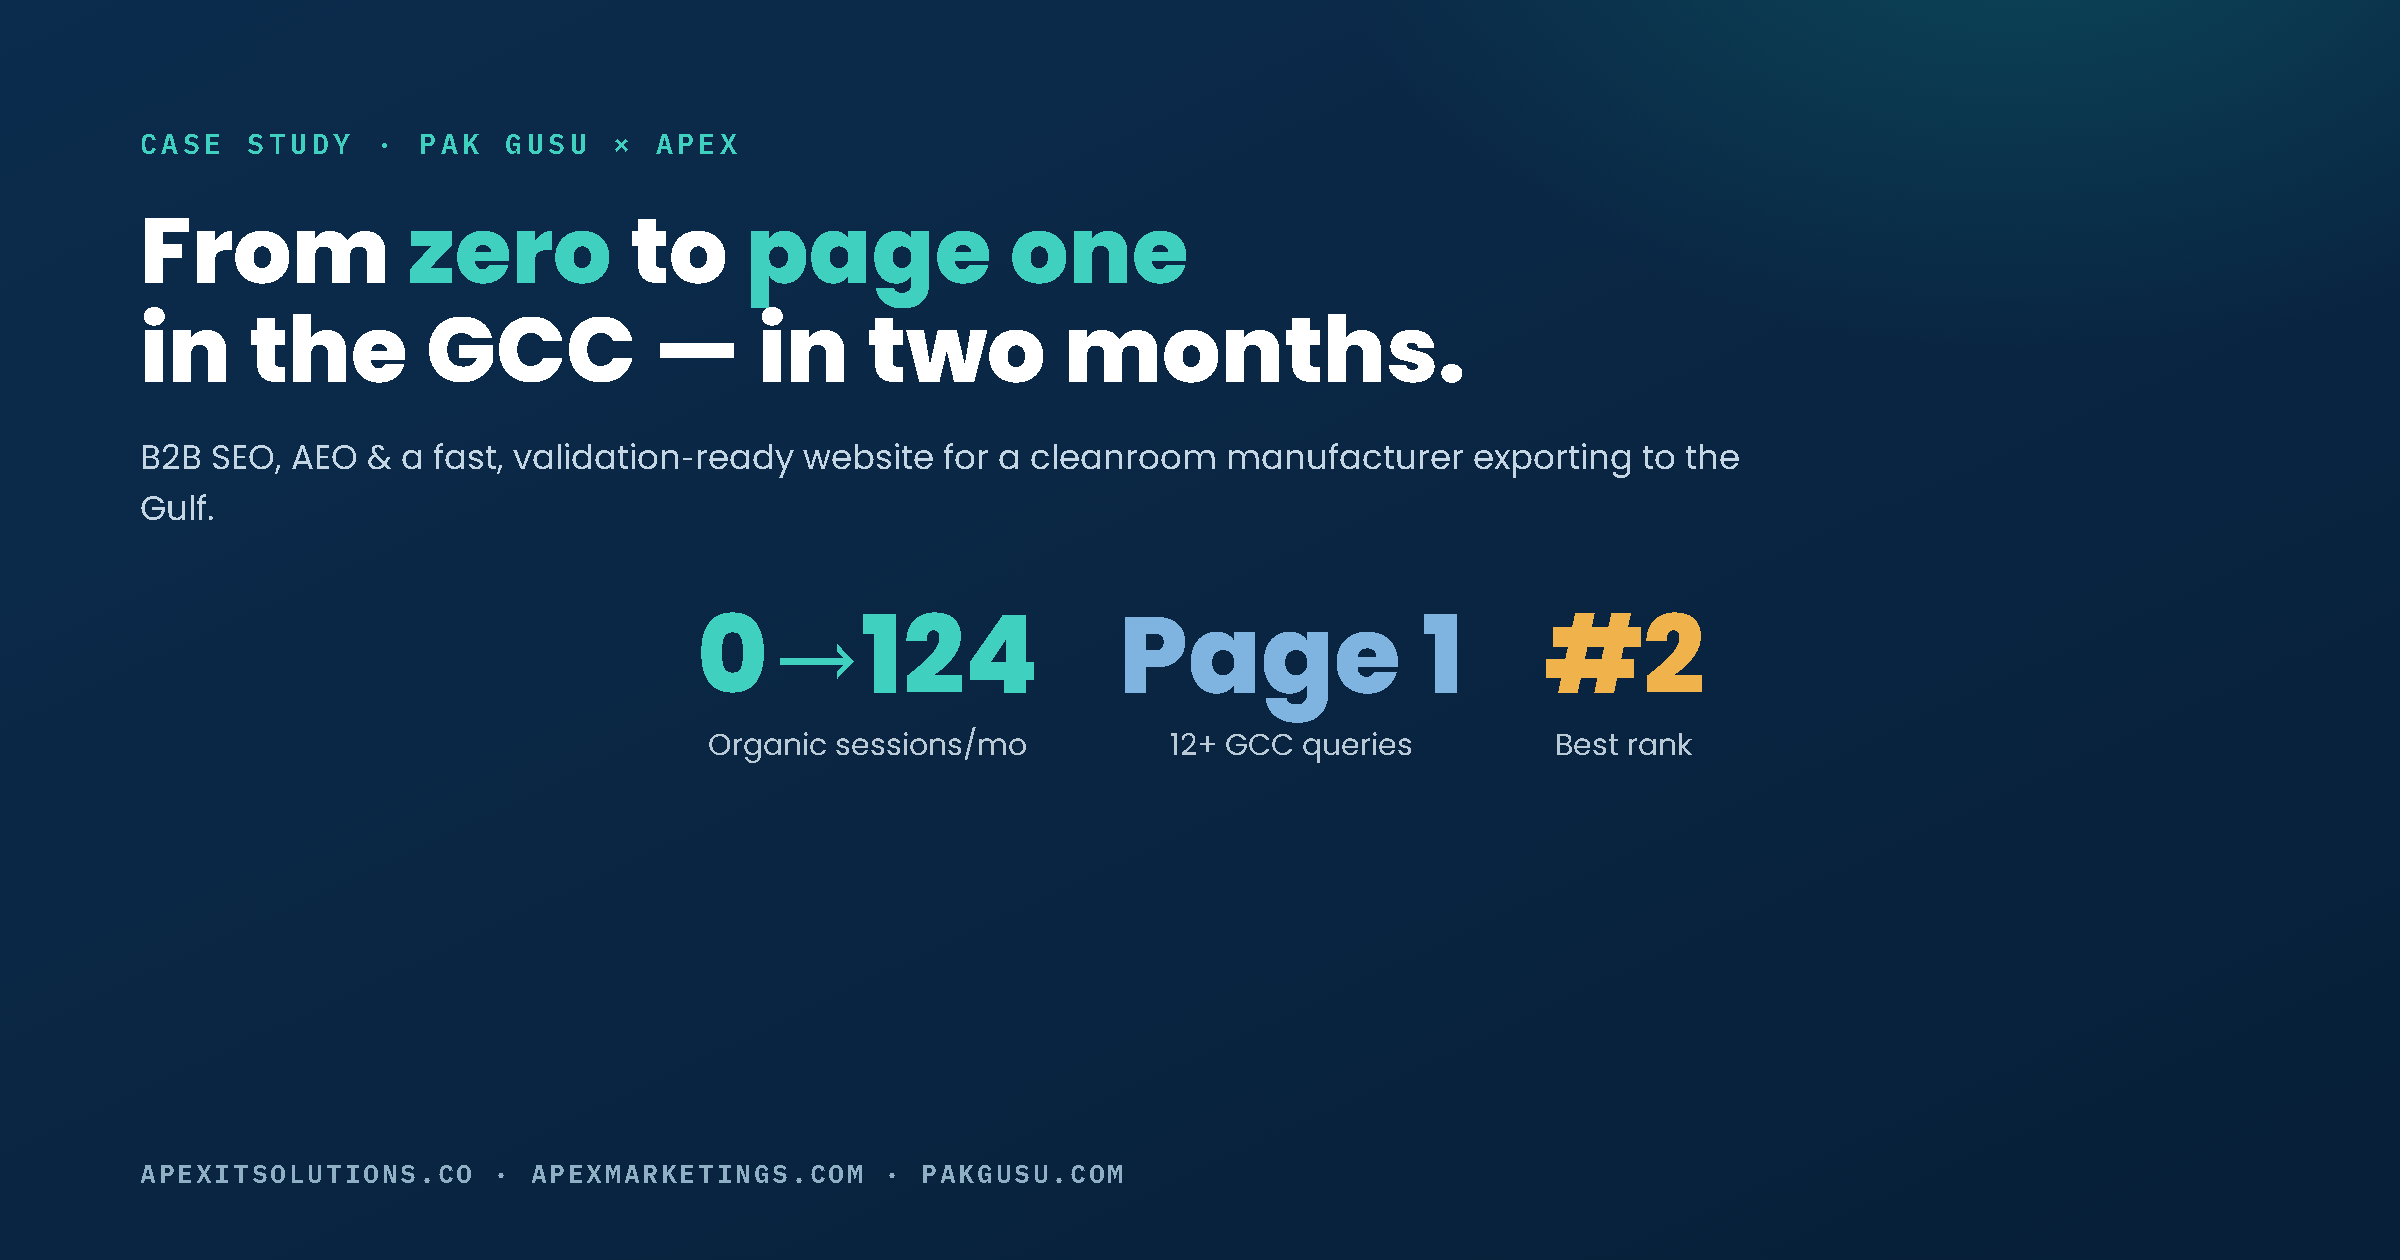 CASE STUDY · PAK GUSU × APEX
From zero to page one
in the GCC — in two months.
B2B SEO, AEO & a fast, validation-ready website for a cleanroom manufacturer exporting to the
Gulf.
0→124 Page 1 #2
Organic sessions/mo 12+ GCC queries Best rank
APEXITSOLUTIONS.CO · APEXMARKETINGS.COM · PAKGUSU.COM